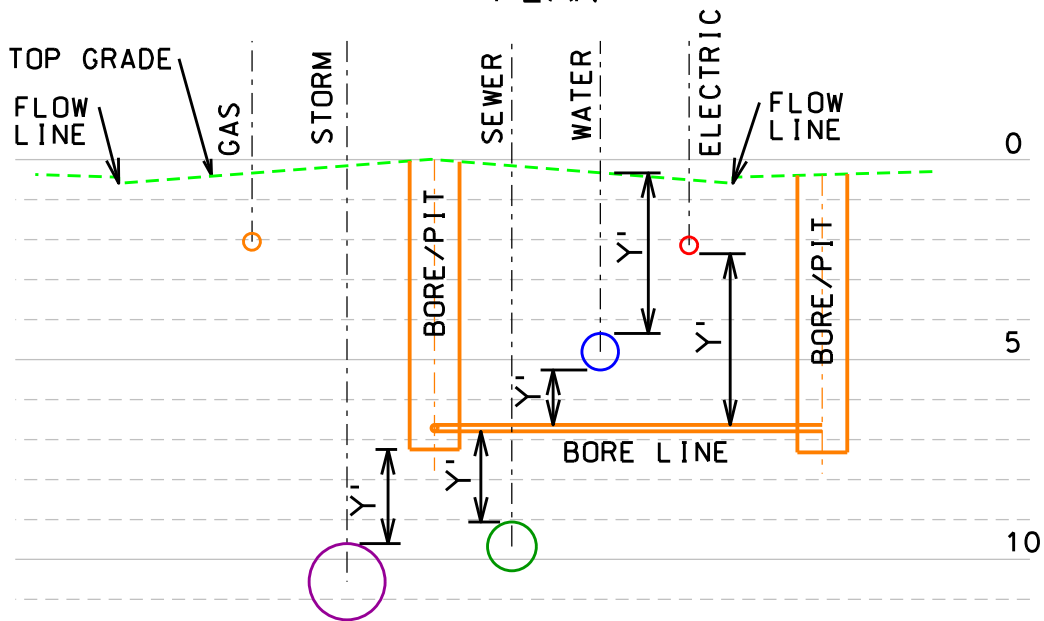 TOP GRADE
FLOW
LINE
GAS
STORM
SEWER
WATER
ELECTRIC
FLOW
LINE
0
BORE/PIT
Y'
Y'
BORE/PIT
5
Y'
BORE LINE
Y'
Y'
10